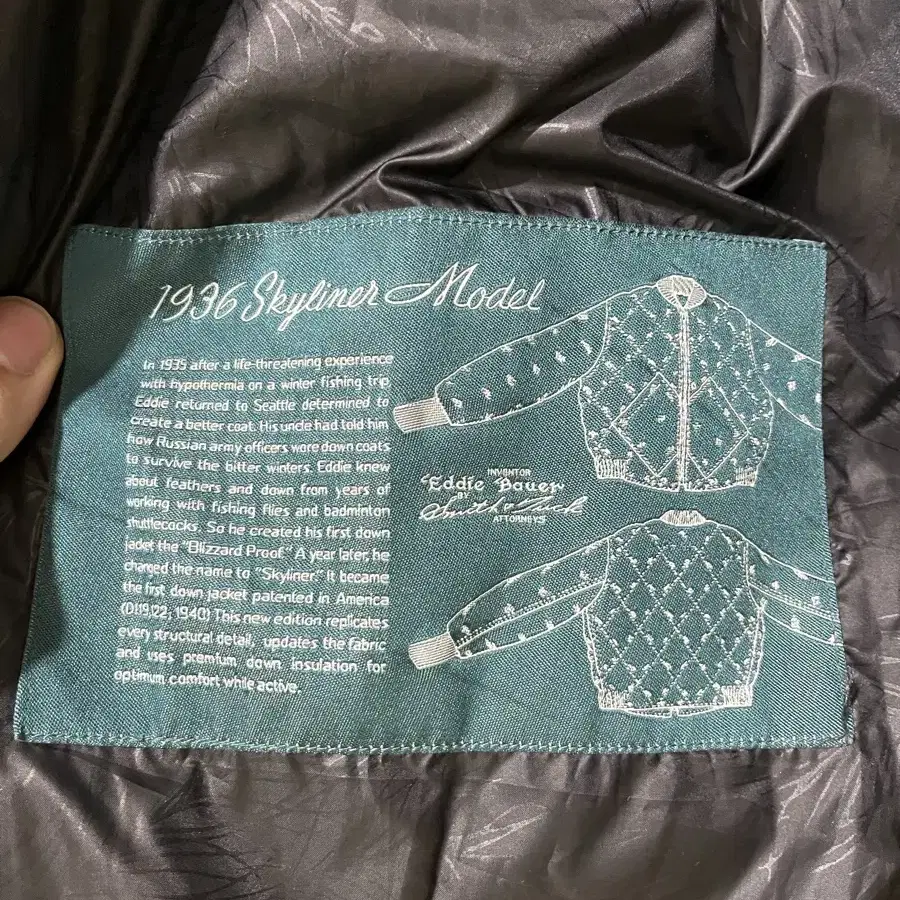 1936 Skyliner Model
In 1935 after a life-threatening experience
with hypothermia on a winter fishing trip
Eddie returned to Seattle determined to
create a better coat. His uncle had told him
how Russian army officers wore down coats
to survive the bitter winters. Eddie knew
about feathers and down from years of
working with fishing flies and badminton
shuttlecocks. So he created his first down
jacket the "Blizzard Proof." A year later, he
changed the name to "Skyliner." It became
the first down jacket patented in America
(D119,122; 1940) This new edition replicates
every structural detail, updates the fabric
and uses premium down insulation for
optimum comfort while active.
INVENTOR
Eddie Bauer
BY
Smith & Tuck
ATTORNEYS